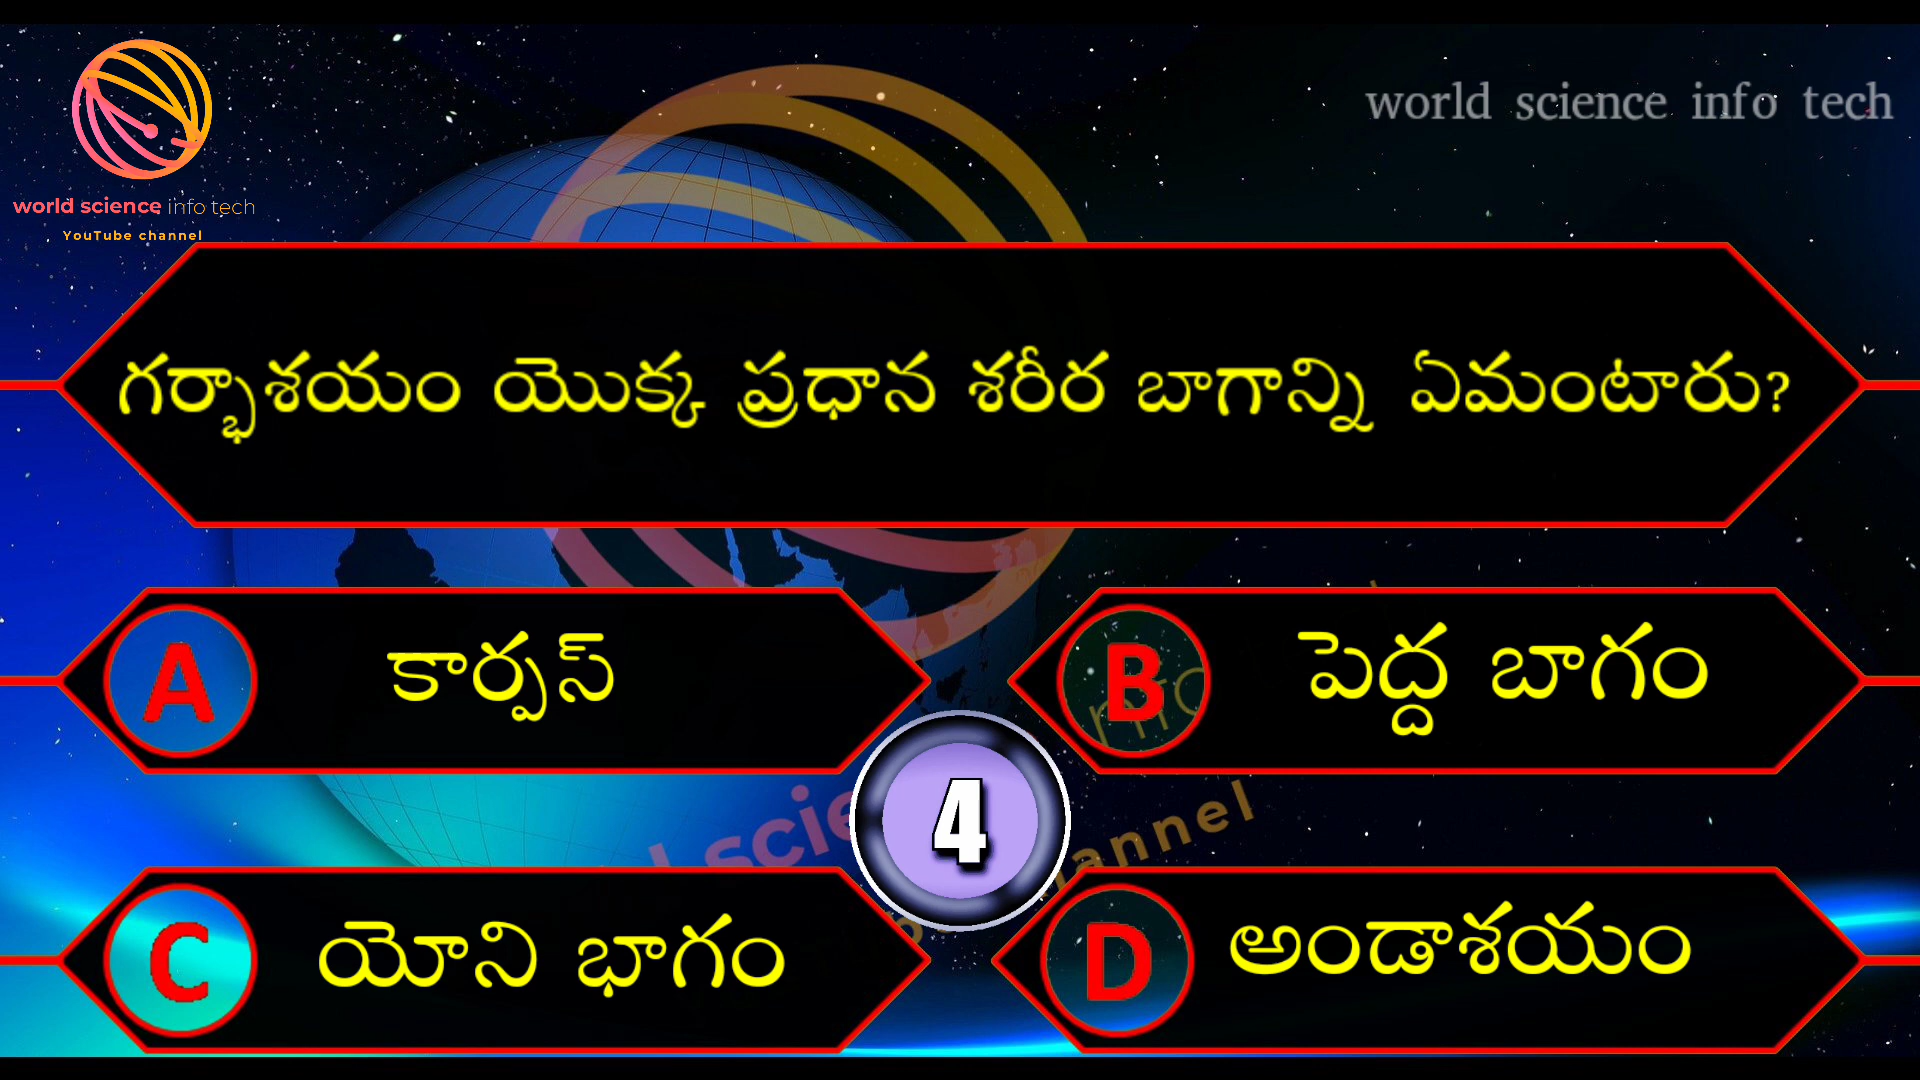 world science info tech
YouTube channel
world science info tech
గర్భాశయం యొక్క ప్రధాన శరీర బాగాన్ని ఏమంటారు?
A కార్పస్
B పెద్ద బాగం
4
C యోని భాగం
D అండాశయం